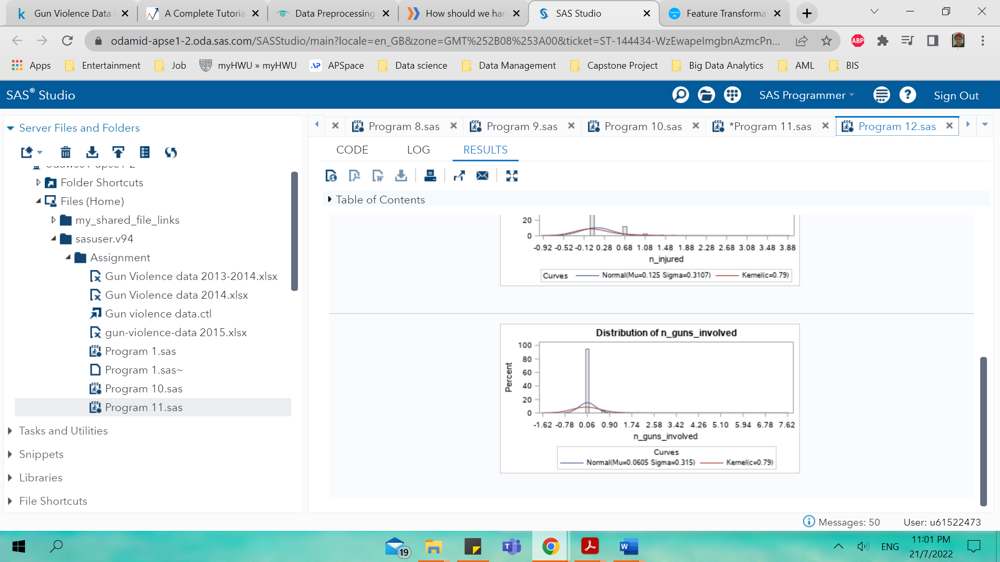 Gun Violence Data
A Complete Tutoria
Data Preprocessing
How should we han
SAS Studio
Feature Transforma
odamid-apse1-2.oda.sas.com/SASStudio/main?locale=en_GB&zone=GMT%252B08%253A00&ticket=ST-144434-WzEwapeImgbnAzmcPn...
ABP
Apps
Entertainment
Job
myHWU » myHWU
APSpace
Data science
Data Management
Capstone Project
Big Data Analytics
AML
BIS
SAS® Studio
SAS Programmer
Sign Out
Server Files and Folders
Folder Shortcuts
Files (Home)
my_shared_file_links
sasuser.v94
Assignment
Gun Violence data 2013-2014.xlsx
Gun Violence data 2014.xlsx
Gun violence data.ctl
gun-violence-data 2015.xlsx
Program 1.sas
Program 1.sas~
Program 10.sas
Program 11.sas
Tasks and Utilities
Snippets
Libraries
File Shortcuts
Program 8.sas
Program 9.sas
Program 10.sas
*Program 11.sas
Program 12.sas
CODE
LOG
RESULTS
Table of Contents
20
0
-0.92 -0.52 -0.12 0.28 0.68 1.08 1.48 1.88 2.28 2.68 3.08 3.48 3.88
n_injured
Curves Normal(Mu=0.125 Sigma=0.3107) Kernel(c=0.79)
Distribution of n_guns_involved
Percent
100
80
60
40
20
0
-1.62 -0.78 0.06 0.90 1.74 2.58 3.42 4.26 5.10 5.94 6.78 7.62
n_guns_involved
Curves
Normal(Mu=0.0605 Sigma=0.315) Kernel(c=0.79)
Messages: 50
User: u61522473
19
ENG
11:01 PM
21/7/2022